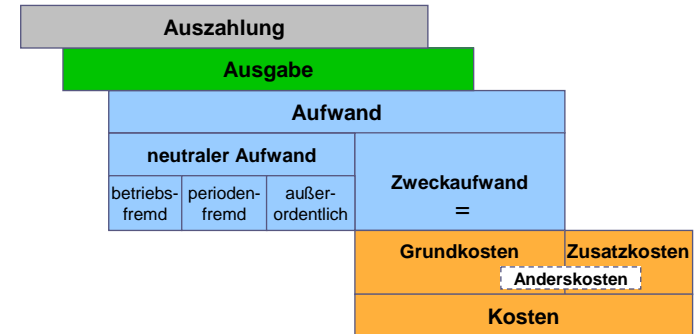 Auszahlung
Ausgabe
Aufwand
neutraler Aufwand
betriebs-
fremd
perioden-
fremd
außer-
ordentlich
Zweckaufwand
=
Grundkosten
Zusatzkosten
Anderskosten
Kosten